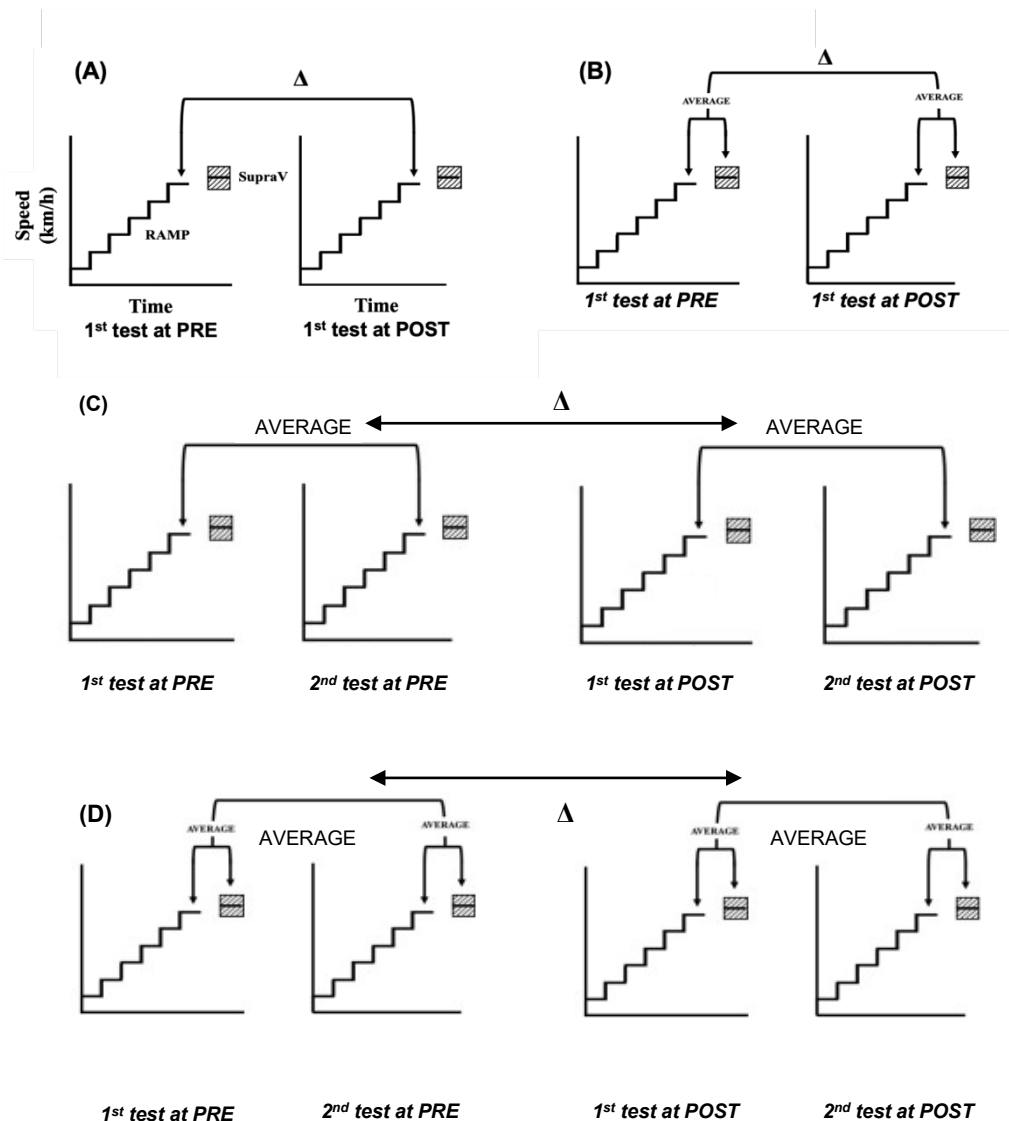 (A)
Δ
Speed
(km/h)
SupraV
RAMP
Time
Time
1st test at PRE
1st test at POST
(B)
Δ
AVERAGE
AVERAGE
1st test at PRE
1st test at POST
(C)
Δ
AVERAGE
AVERAGE
1st test at PRE
2nd test at PRE
1st test at POST
2nd test at POST
(D)
Δ
AVERAGE
AVERAGE
AVERAGE
AVERAGE
AVERAGE
AVERAGE
1st test at PRE
2nd test at PRE
1st test at POST
2nd test at POST